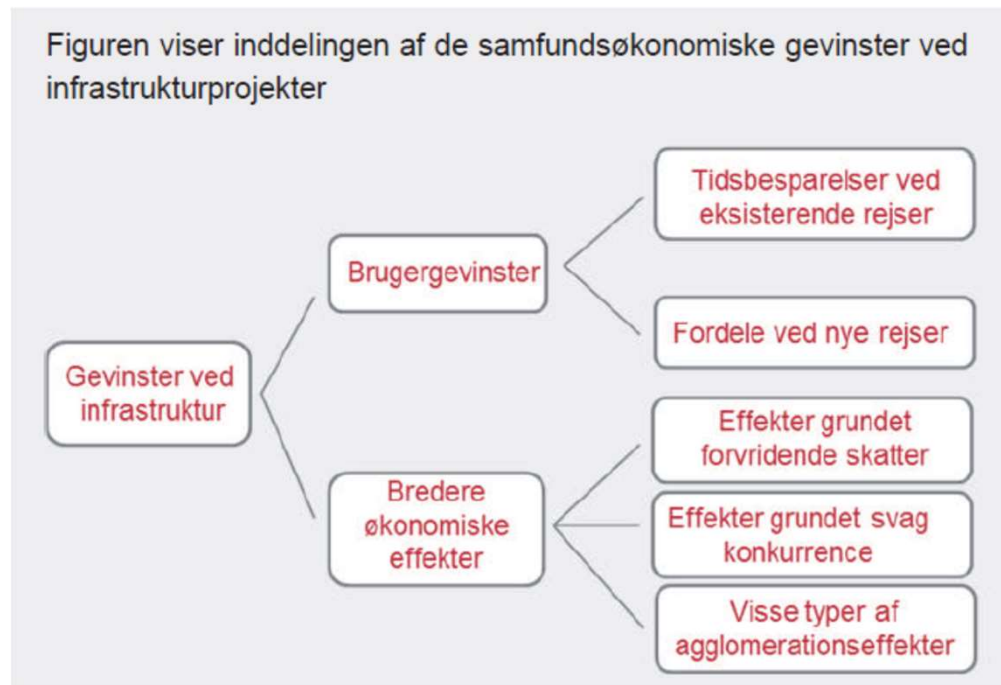 Figuren viser inddelingen af de samfundsøkonomiske gevinster ved
infrastrukturprojekter
Gevinster ved
infrastruktur
Brugergevinster
Tidsbesparelser ved
eksisterende rejser
Fordele ved nye rejser
Bredere
økonomiske
effekter
Effekter grundet
forvridende skatter
Effekter grundet svag
konkurrence
Visse typer af
agglomerationseffekter